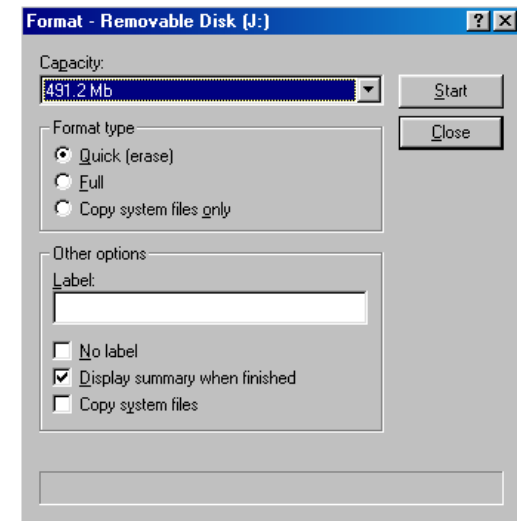 Format - Removable Disk (J:)
Capacity:
491.2 Mb
Start
Close
Format type
Quick (erase)
Full
Copy system files only
Other options
Label:
No label
Display summary when finished
Copy system files